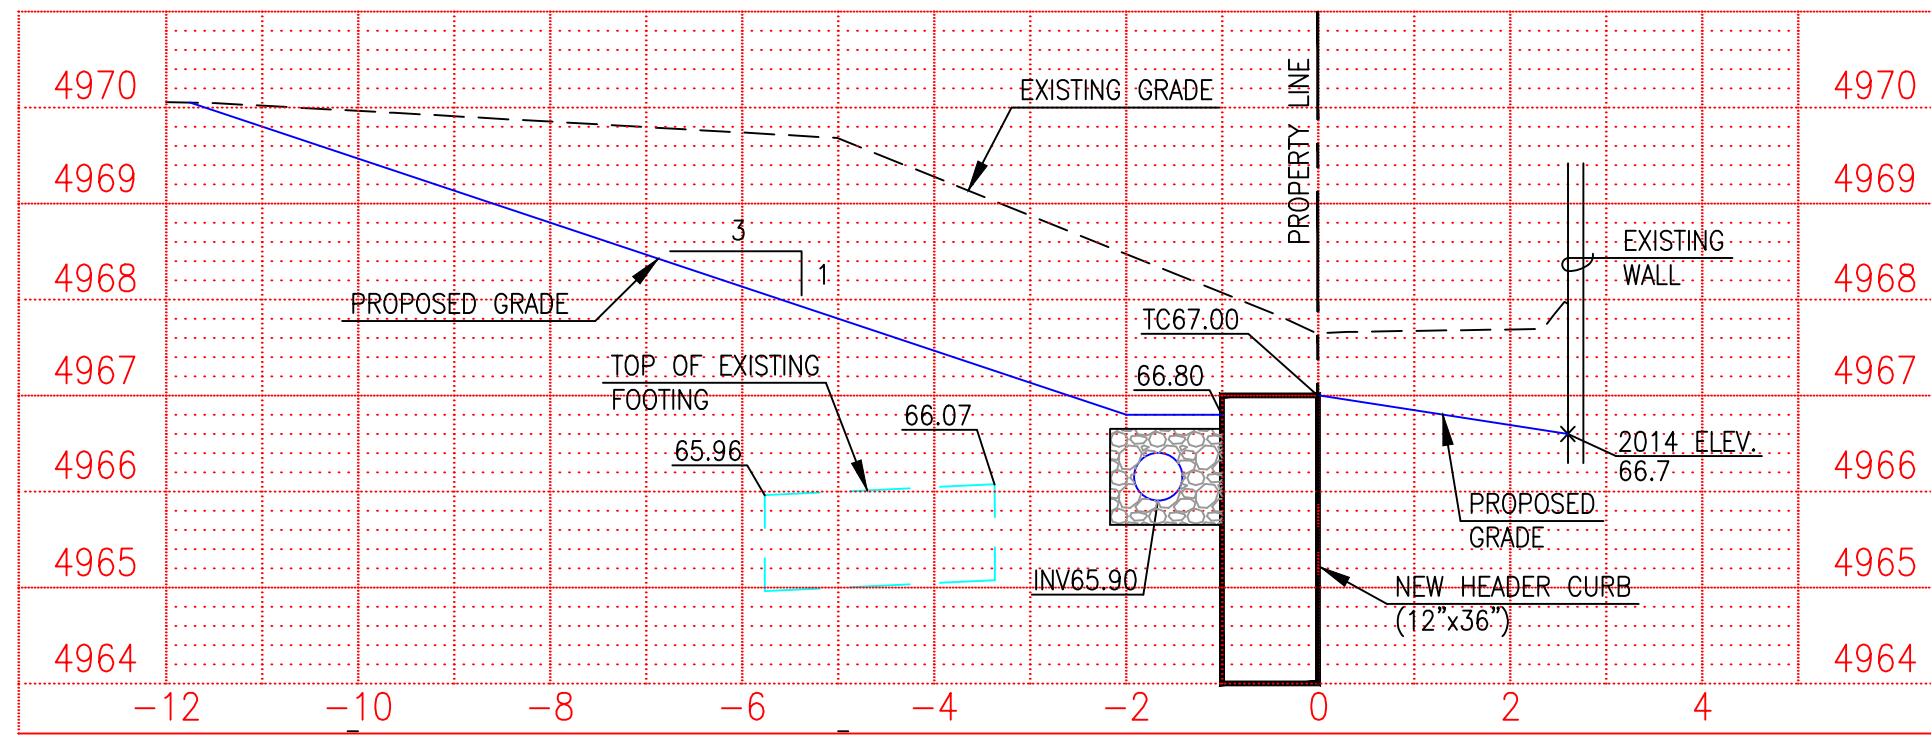 4970
4969
4968
4967
4966
4965
4964
4970
4969
4968
4967
4966
4965
4964
EXISTING GRADE
PROPERTY LINE
3
1
PROPOSED GRADE
EXISTING
WALL
TC67.00
TOP OF EXISTING
FOOTING
66.80
66.07
65.96
2014 ELEV.
66.7
PROPOSED
GRADE
INV65.90
NEW HEADER CURB
(12"x36")
-12 -10 -8 -6 -4 -2 0 2 4